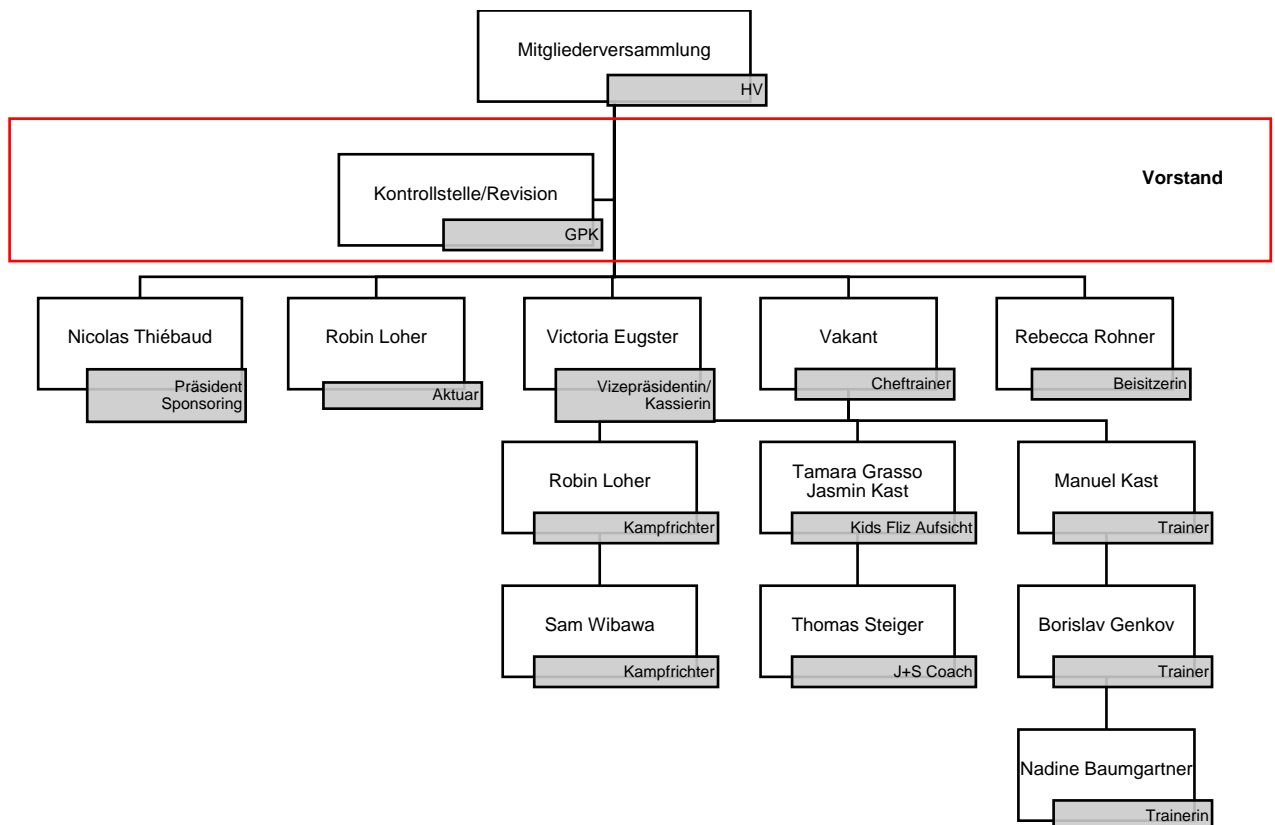 Mitgliederversammlung
HV
Vorstand
Kontrollstelle/Revision
GPK
Nicolas Thiébaud
Präsident
Sponsoring
Robin Loher
Aktuar
Victoria Eugster
Vizepräsidentin/
Kassierin
Vakant
Cheftrainer
Rebecca Rohner
Beisitzerin
Robin Loher
Kampfrichter
Tamara Grasso
Jasmin Kast
Kids Fliz Aufsicht
Manuel Kast
Trainer
Sam Wibawa
Kampfrichter
Thomas Steiger
J+S Coach
Borislav Genkov
Trainer
Nadine Baumgartner
Trainerin